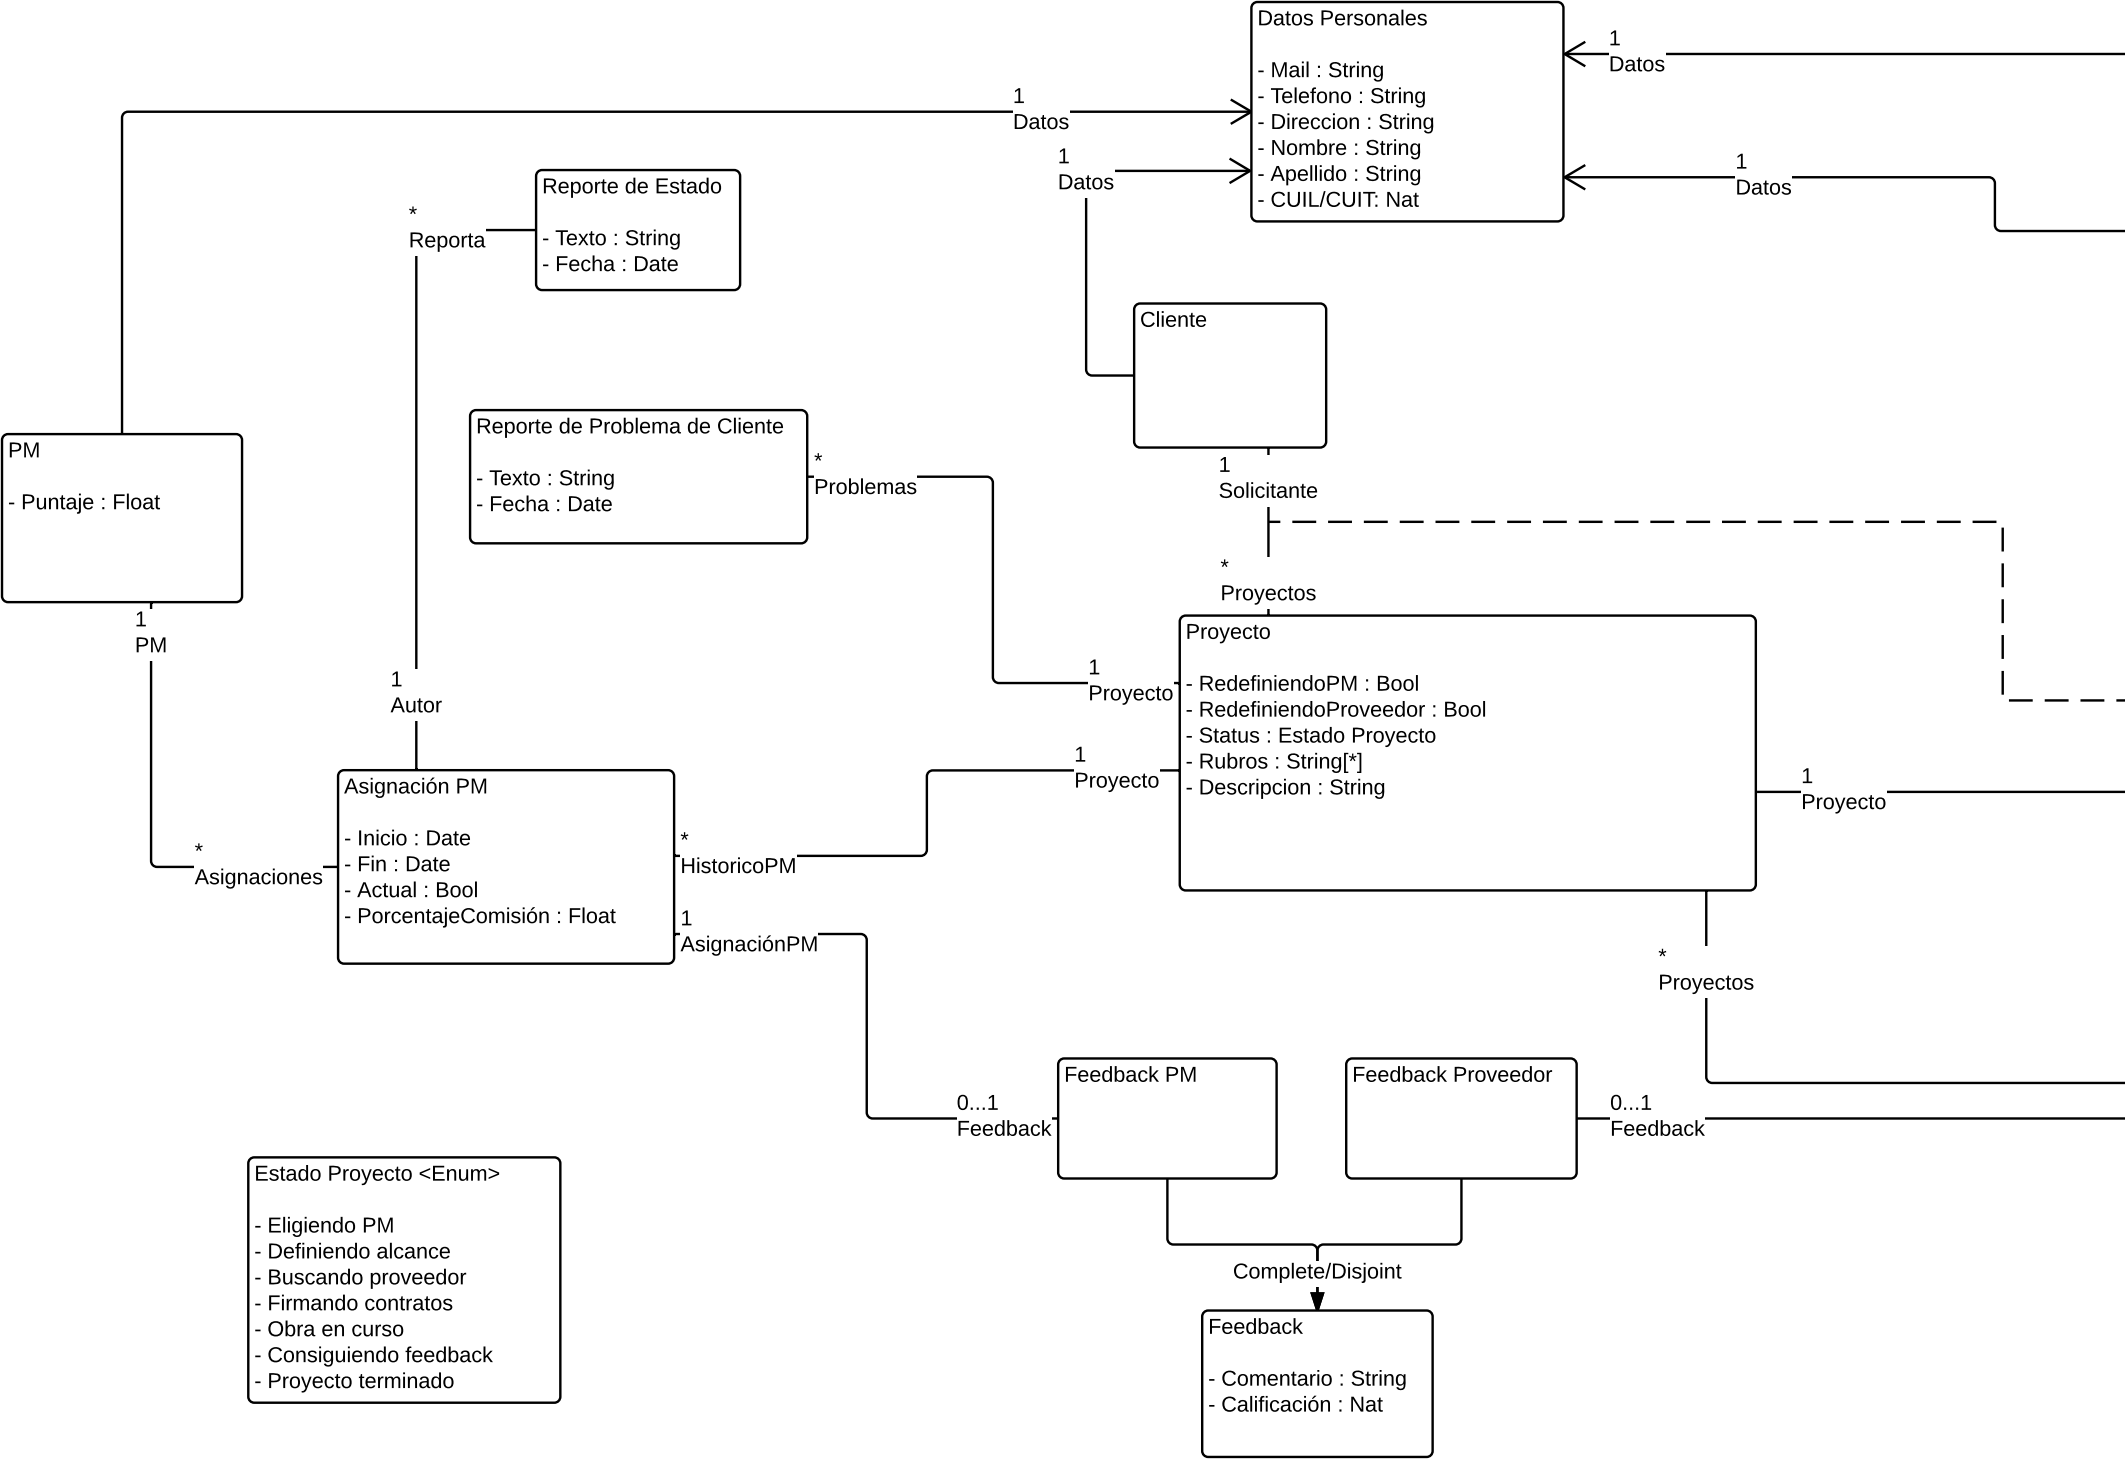 Datos Personales
- Mail : String
- Telefono : String
- Direccion : String
- Nombre : String
- Apellido : String
- CUIL/CUIT: Nat
1
Datos
1
Datos
1
Datos
1
Datos
Reporte de Estado
- Texto : String
- Fecha : Date
*
Reporta
Cliente
Reporte de Problema de Cliente
- Texto : String
- Fecha : Date
*
Problemas
PM
- Puntaje : Float
1
Solicitante
*
Proyectos
1
PM
1
Autor
1
Proyecto
Proyecto
- RedefiniendoPM : Bool
- RedefiniendoProveedor : Bool
- Status : Estado Proyecto
- Rubros : String[*]
- Descripcion : String
1
Proyecto
1
Proyecto
Asignación PM
- Inicio : Date
- Fin : Date
- Actual : Bool
- PorcentajeComisión : Float
*
Asignaciones
*
HistoricoPM
1
AsignaciónPM
*
Proyectos
Feedback PM
Feedback Proveedor
0...1
Feedback
0...1
Feedback
Estado Proyecto <Enum>
- Eligiendo PM
- Definiendo alcance
- Buscando proveedor
- Firmando contratos
- Obra en curso
- Consiguiendo feedback
- Proyecto terminado
Complete/Disjoint
Feedback
- Comentario : String
- Calificación : Nat